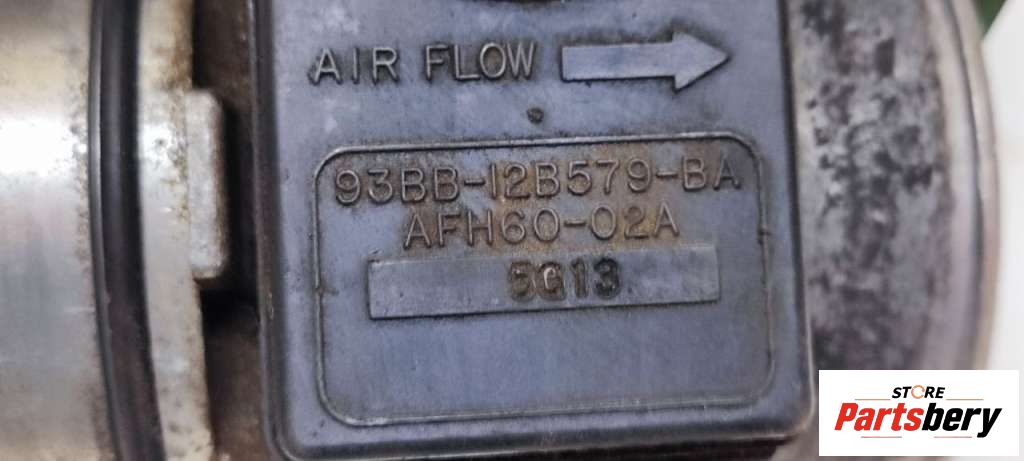 AIR FLOW
93BB-12B579-BA
AFH60-02A
5G13
STORE
Partsbery